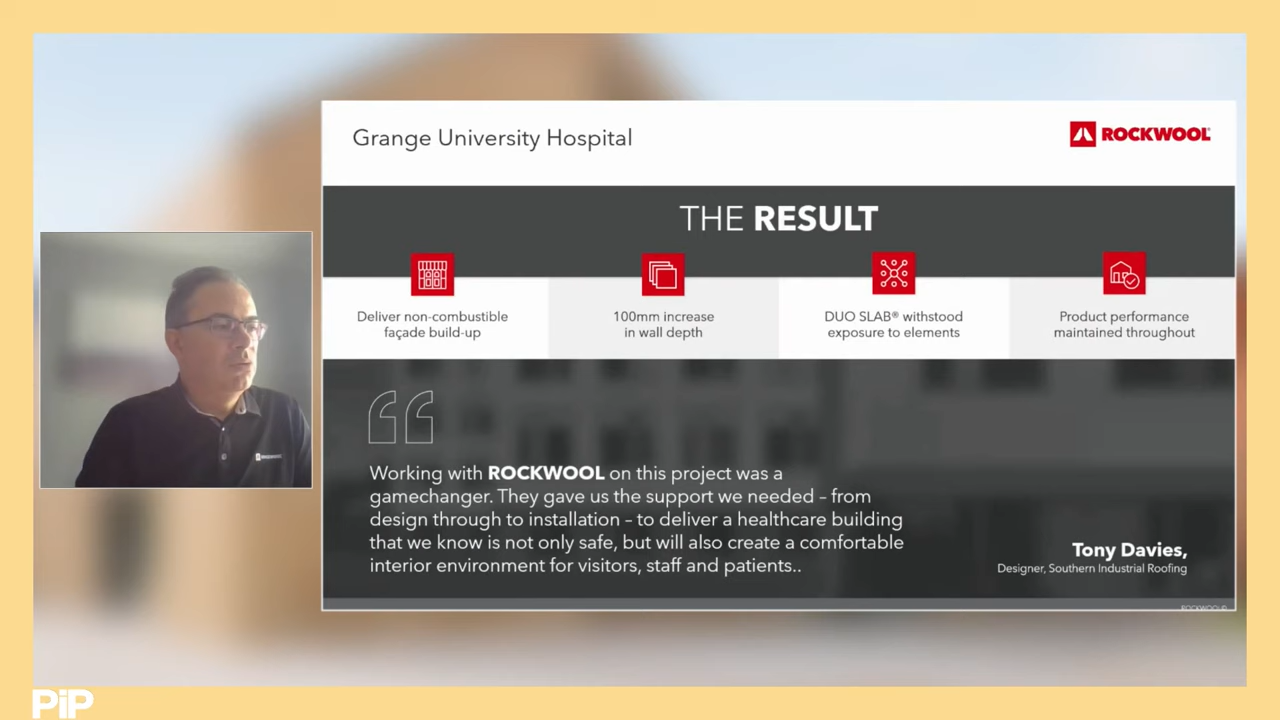 Grange University Hospital
ROCKWOOL
THE RESULT
Deliver non-combustible
façade build-up
100mm increase
in wall depth
DUO SLAB® withstood
exposure to elements
Product performance
maintained throughout
Working with ROCKWOOL on this project was a
gamechanger. They gave us the support we needed – from
design through to installation – to deliver a healthcare building
that we know is not only safe, but will also create a comfortable
interior environment for visitors, staff and patients..
Tony Davies,
Designer, Southern Industrial Roofing
ROCKWOOL
PiP